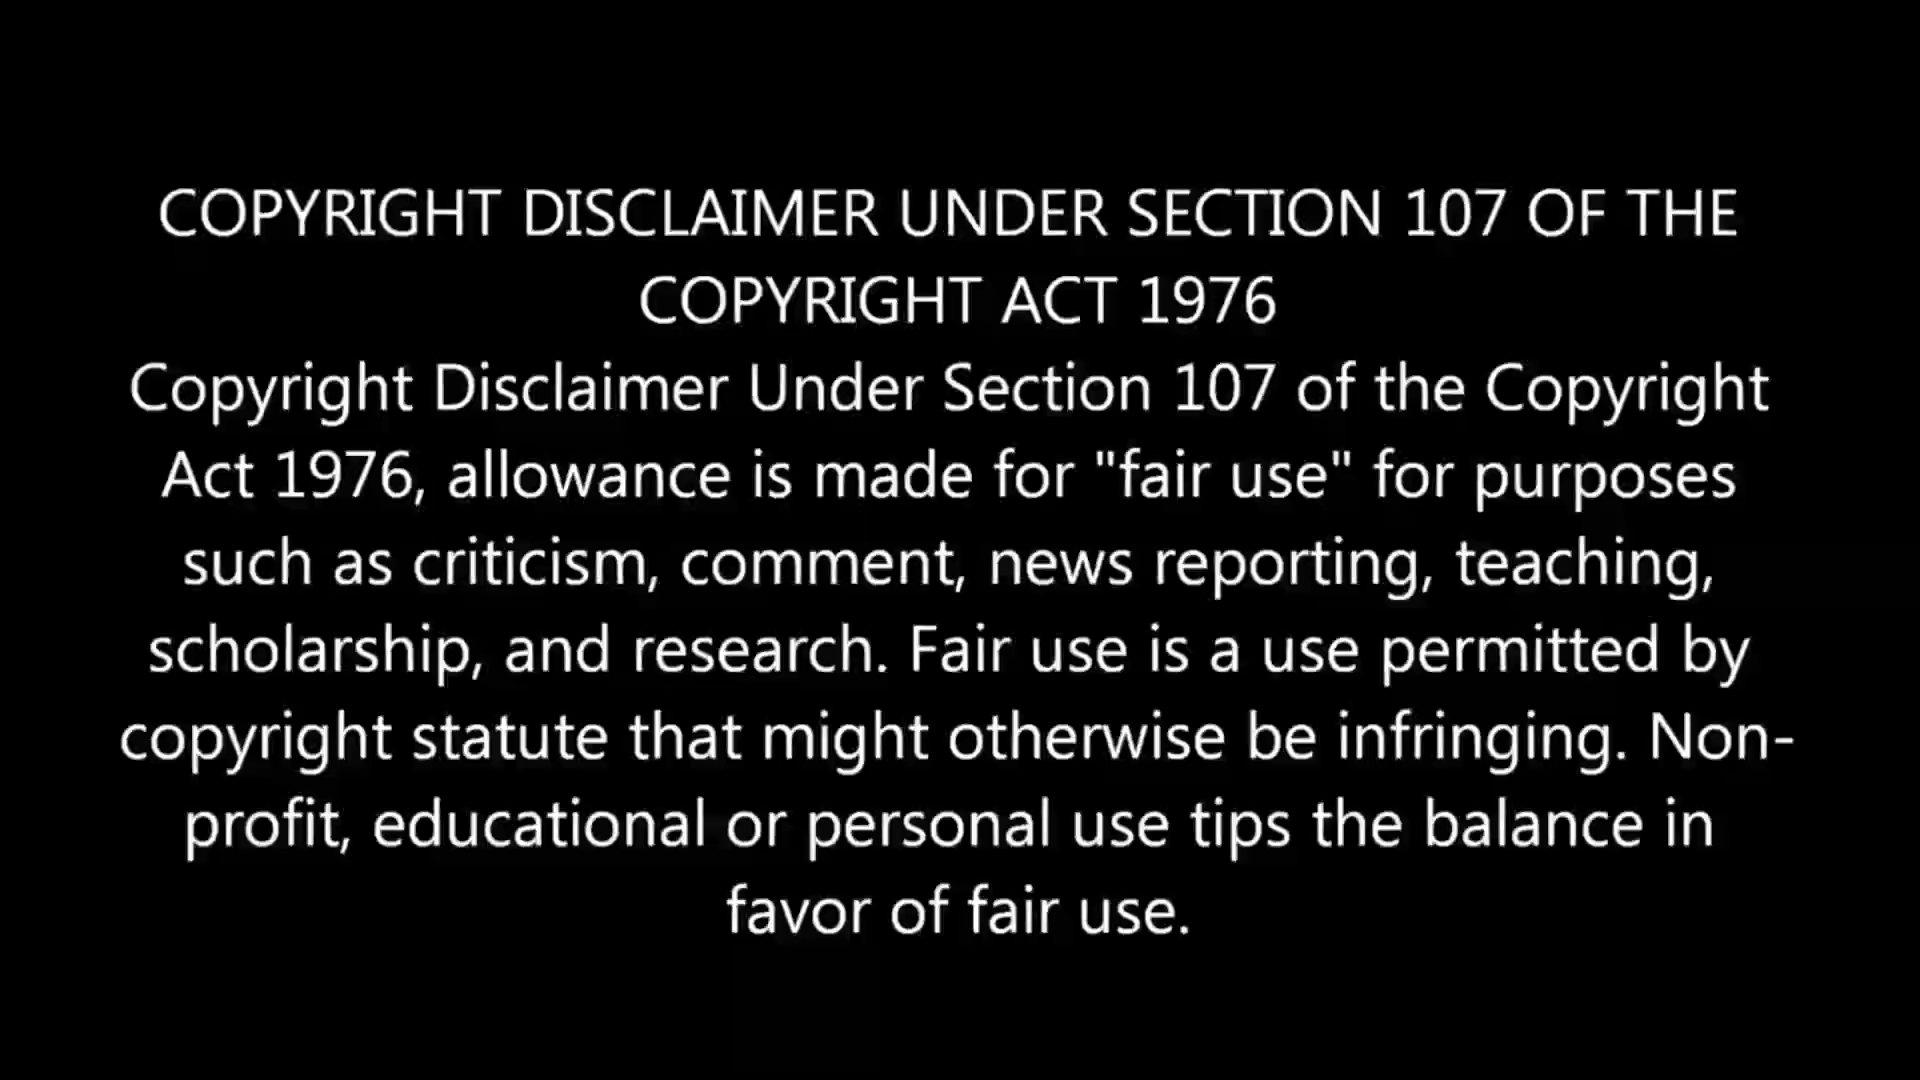 COPYRIGHT DISCLAIMER UNDER SECTION 107 OF THE
COPYRIGHT ACT 1976
Copyright Disclaimer Under Section 107 of the Copyright
Act 1976, allowance is made for "fair use" for purposes
such as criticism, comment, news reporting, teaching,
scholarship, and research. Fair use is a use permitted by
copyright statute that might otherwise be infringing. Non-
profit, educational or personal use tips the balance in
favor of fair use.